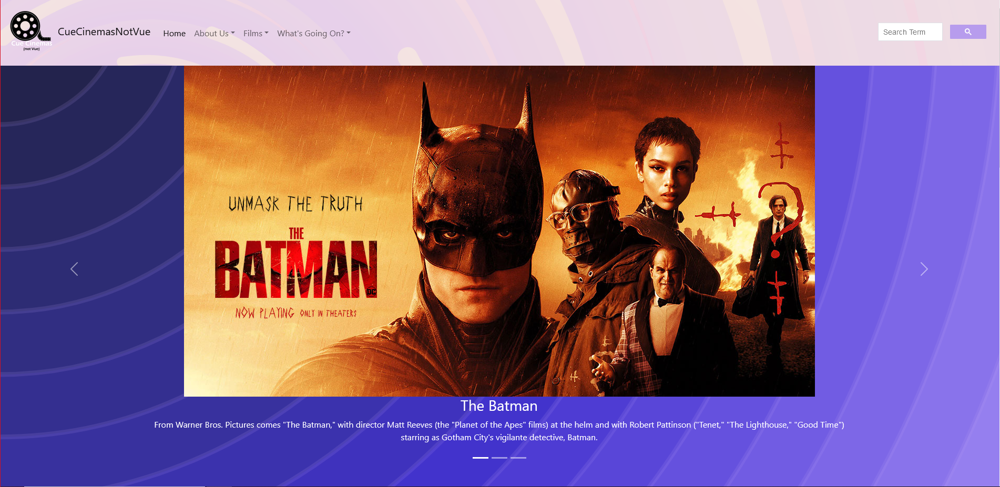 Cue Cinemas
(not Vue)
CueCinemasNotVue
Home
About Us
Films
What's Going On?
Search Term
UNMASK THE TRUTH
THE
BATMAN
DC
NOW PLAYING ONLY IN THEATERS
The Batman
From Warner Bros. Pictures comes "The Batman," with director Matt Reeves (the "Planet of the Apes" films) at the helm and with Robert Pattinson ("Tenet," "The Lighthouse," "Good Time")
starring as Gotham City's vigilante detective, Batman.